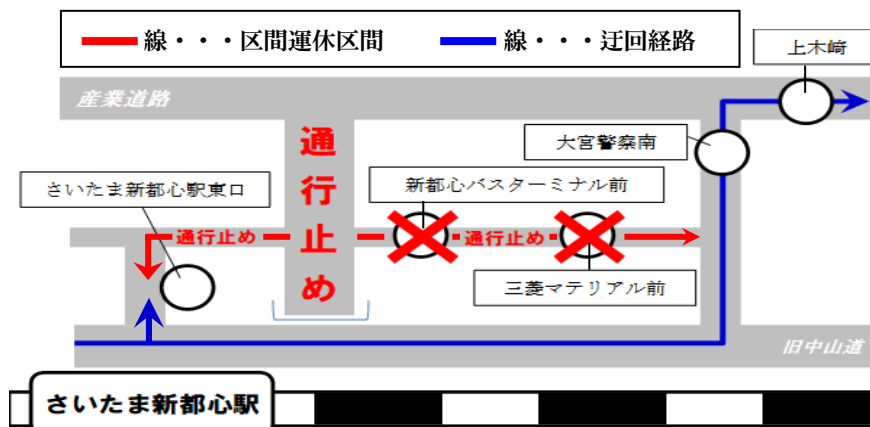 線・・・区間運休区間
線・・・迂回経路
上木崎
産業道路
大宮警察南
通行止め
新都心バスターミナル前
さいたま新都心駅東口
通行止め
通行止め
三菱マテリアル前
旧中山道
さいたま新都心駅